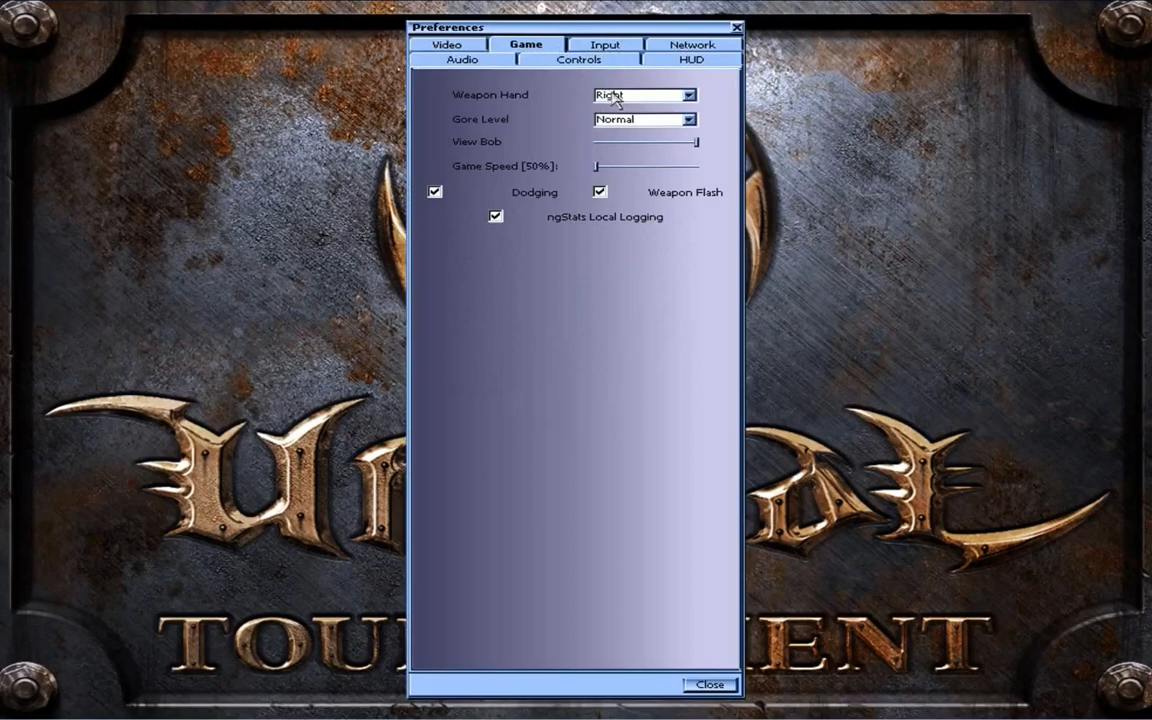 Preferences
Video Game Input Network
Audio Controls HUD
Weapon Hand Right
Gore Level Normal
View Bob
Game Speed [50%]:
Dodging Weapon Flash
ngStats Local Logging
Close